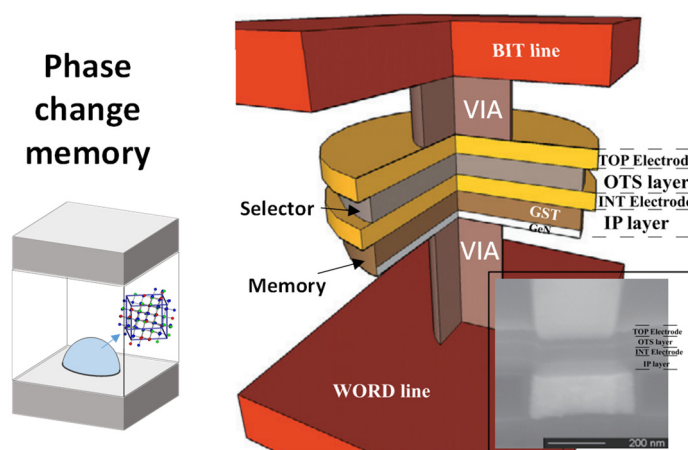 Phase
change
memory
BIT line
VIA
TOP Electrode
OTS layer
INT Electrode
GST
GeN
IP layer
Selector
Memory
VIA
WORD line
TOP Electrode
OTS layer
INT Electrode
IP layer
200 nm